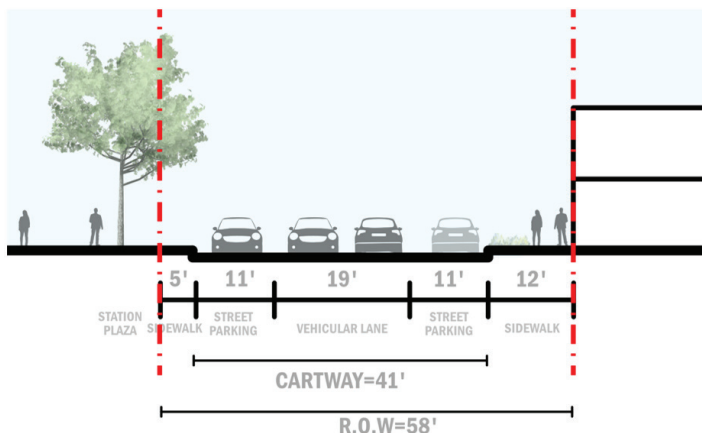 5' 11' 19' 11' 12'
STATION
PLAZA
SIDEWALK
STREET
PARKING
VEHICULAR LANE
STREET
PARKING
SIDEWALK
CARTWAY=41'
R.O.W=58'